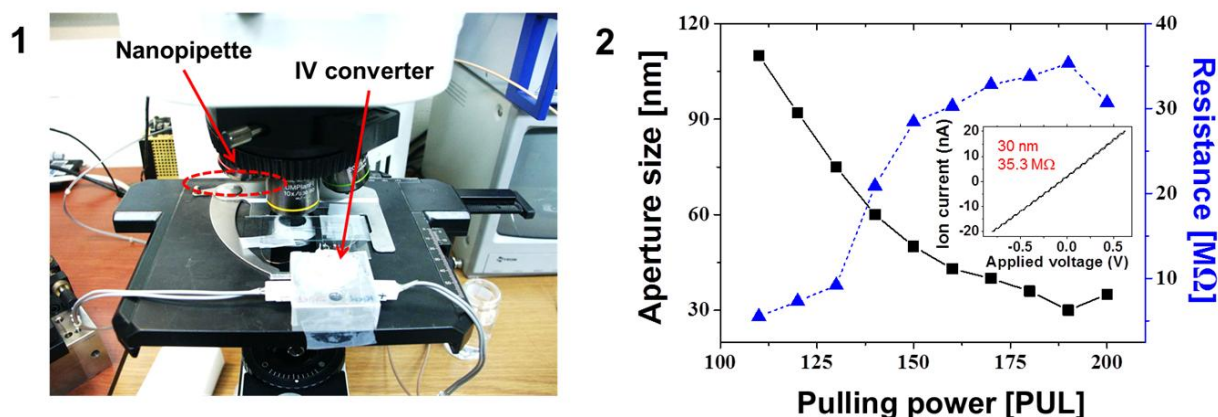 1
Nanopipette
IV converter
10x
2
Aperture size [nm]
120
90
60
30
100
125
150
175
200
Pulling power [PUL]
40
30
20
10
Resistance [MΩ]
30 nm
35.3 MΩ
Ion current (nA)
20
10
0
-10
-20
-0.5
0.0
0.5
Applied voltage (V)